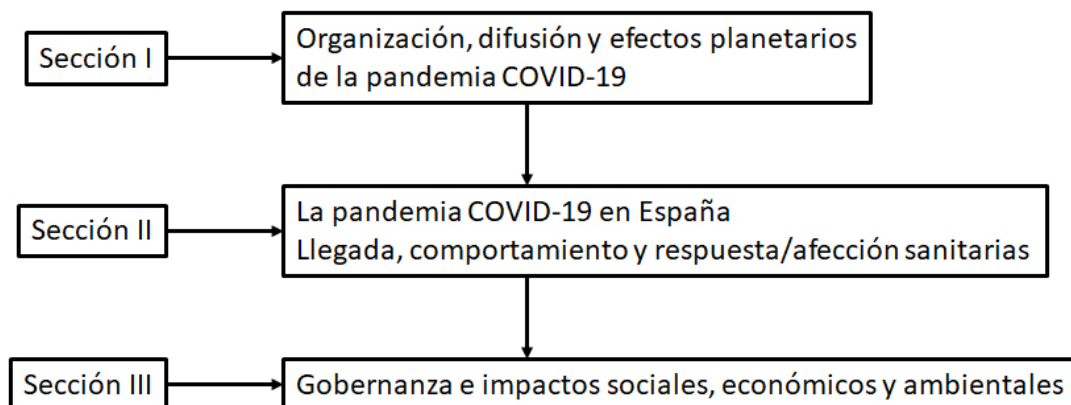 Sección I
Organización, difusión y efectos planetarios
de la pandemia COVID-19
Sección II
La pandemia COVID-19 en España
Llegada, comportamiento y respuesta/afección sanitarias
Sección III
Gobernanza e impactos sociales, económicos y ambientales